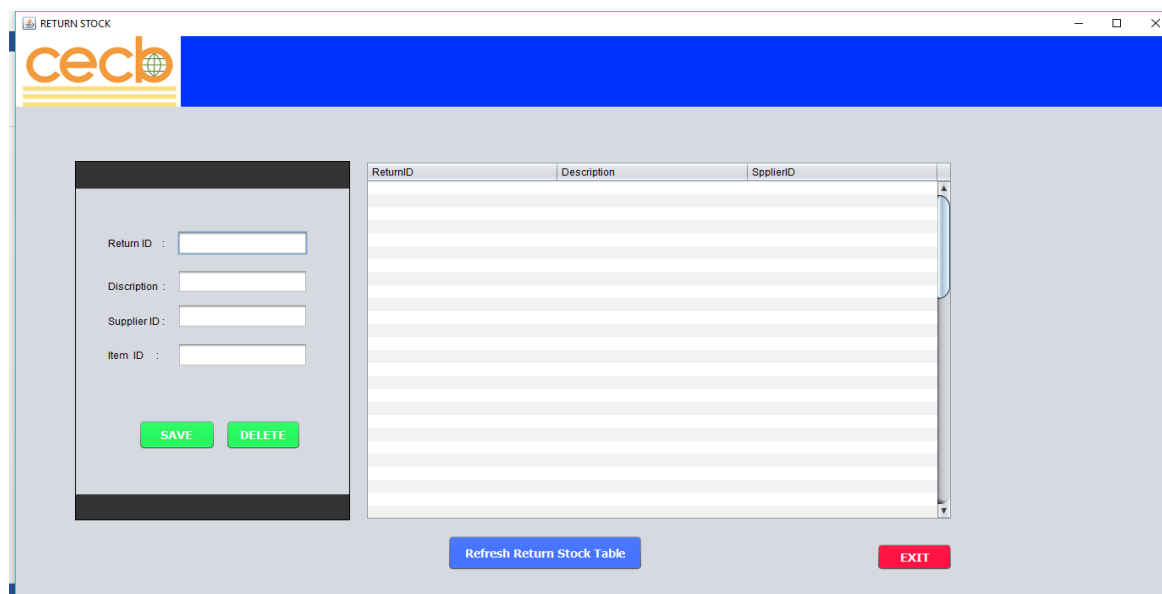 RETURN STOCK
cecb
ReturnID Description SpplierID
Return ID :
Discription :
Supplier ID :
Item ID :
SAVE DELETE
Refresh Return Stock Table
EXIT